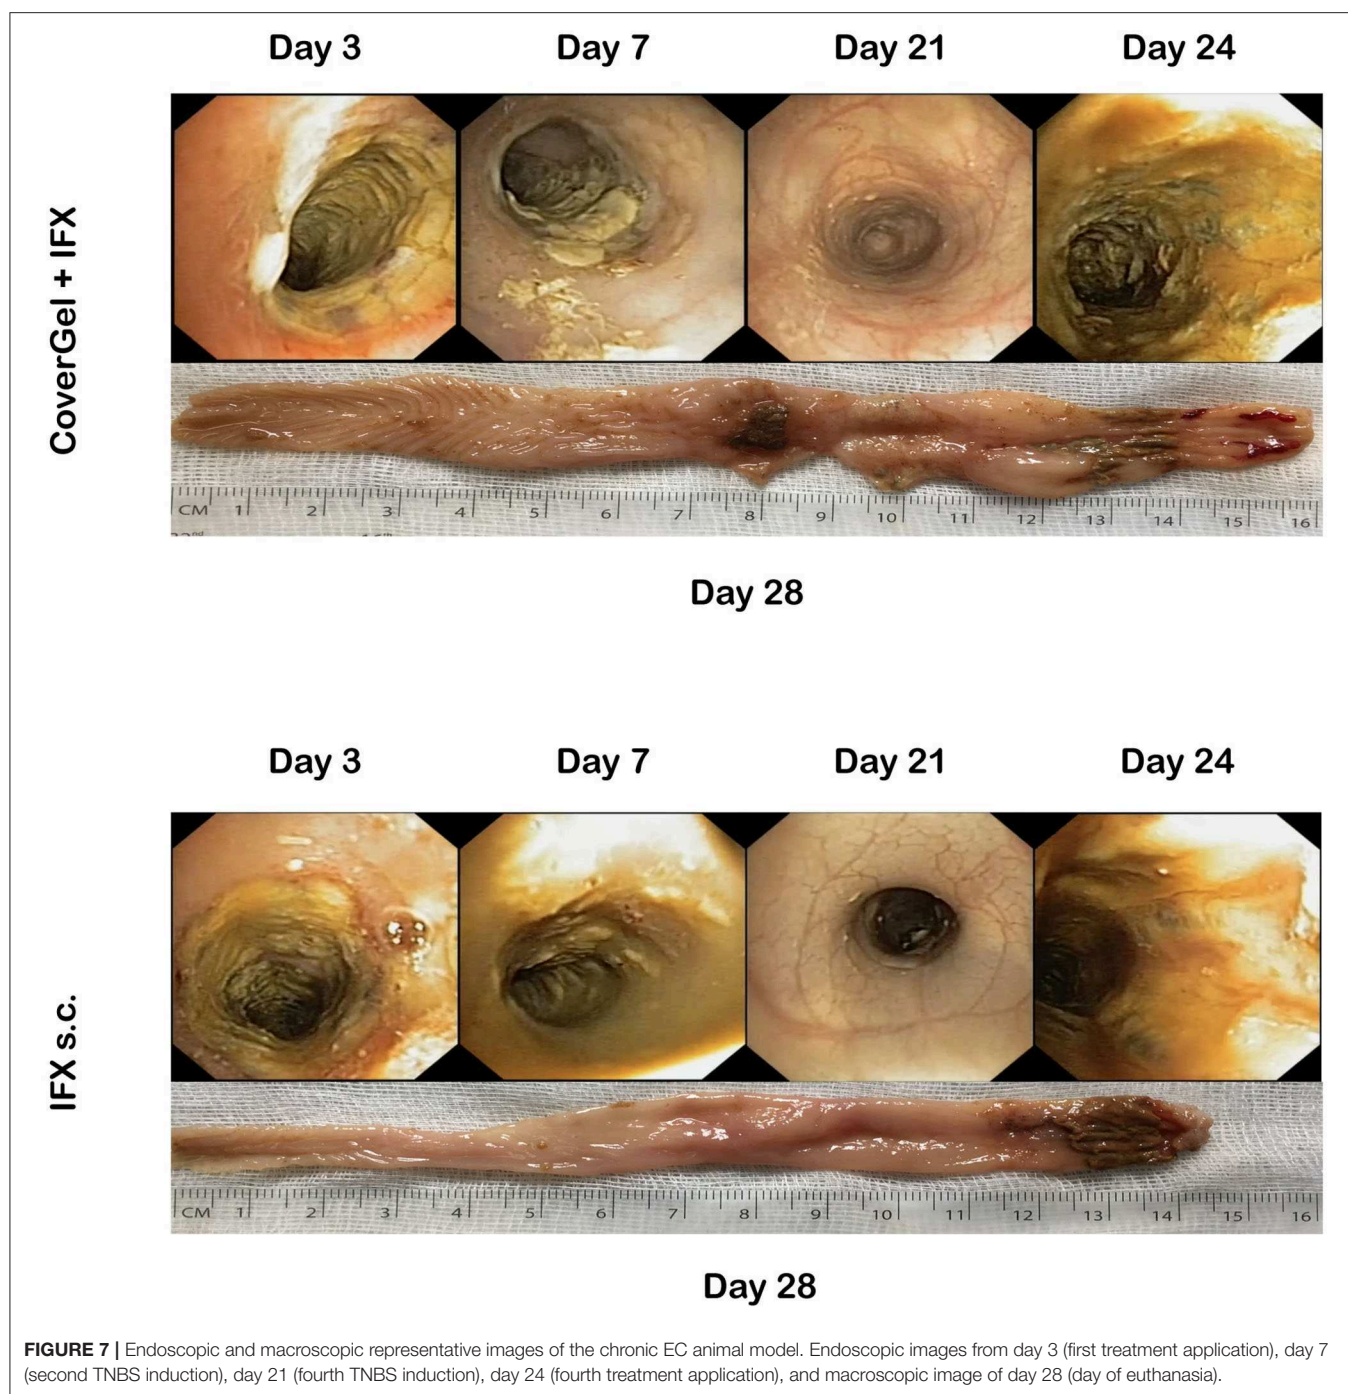 Day 3 Day 7 Day 21 Day 24
CoverGel + IFX
CM 1 2 3 4 5 6 7 8 9 10 11 12 13 14 15 16
Day 28
Day 3 Day 7 Day 21 Day 24
IFX s.c.
CM 1 2 3 4 5 6 7 8 9 10 11 12 13 14 15 16
Day 28
FIGURE 7 | Endoscopic and macroscopic representative images of the chronic EC animal model. Endoscopic images from day 3 (first treatment application), day 7
(second TNBS induction), day 21 (fourth TNBS induction), day 24 (fourth treatment application), and macroscopic image of day 28 (day of euthanasia).